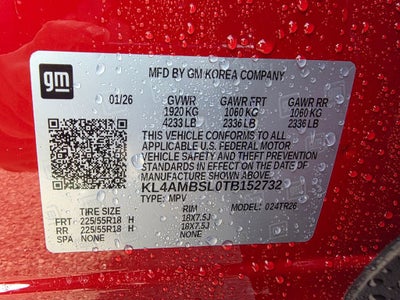 gm
MFD BY GM KOREA COMPANY
01/26 GVWR GAWR FRT GAWR RR
1920 KG 1060 KG 1060 KG
4233 LB 2336 LB 2336 LB
THIS VEHICLE CONFORMS TO ALL
APPLICABLE U.S. FEDERAL MOTOR
VEHICLE SAFETY AND THEFT
PREVENTION STANDARDS IN EFFECT ON
THE DATE OF MANUFACTURE SHOWN ABOVE.
KL4AMBSL0TB152732
TYPE: MPV
TIRE SIZE RIM MODEL: 024TR26
FRT 225/55R18 H 18X7.5J
RR 225/55R18 H 18X7.5J
SPA NONE NONE